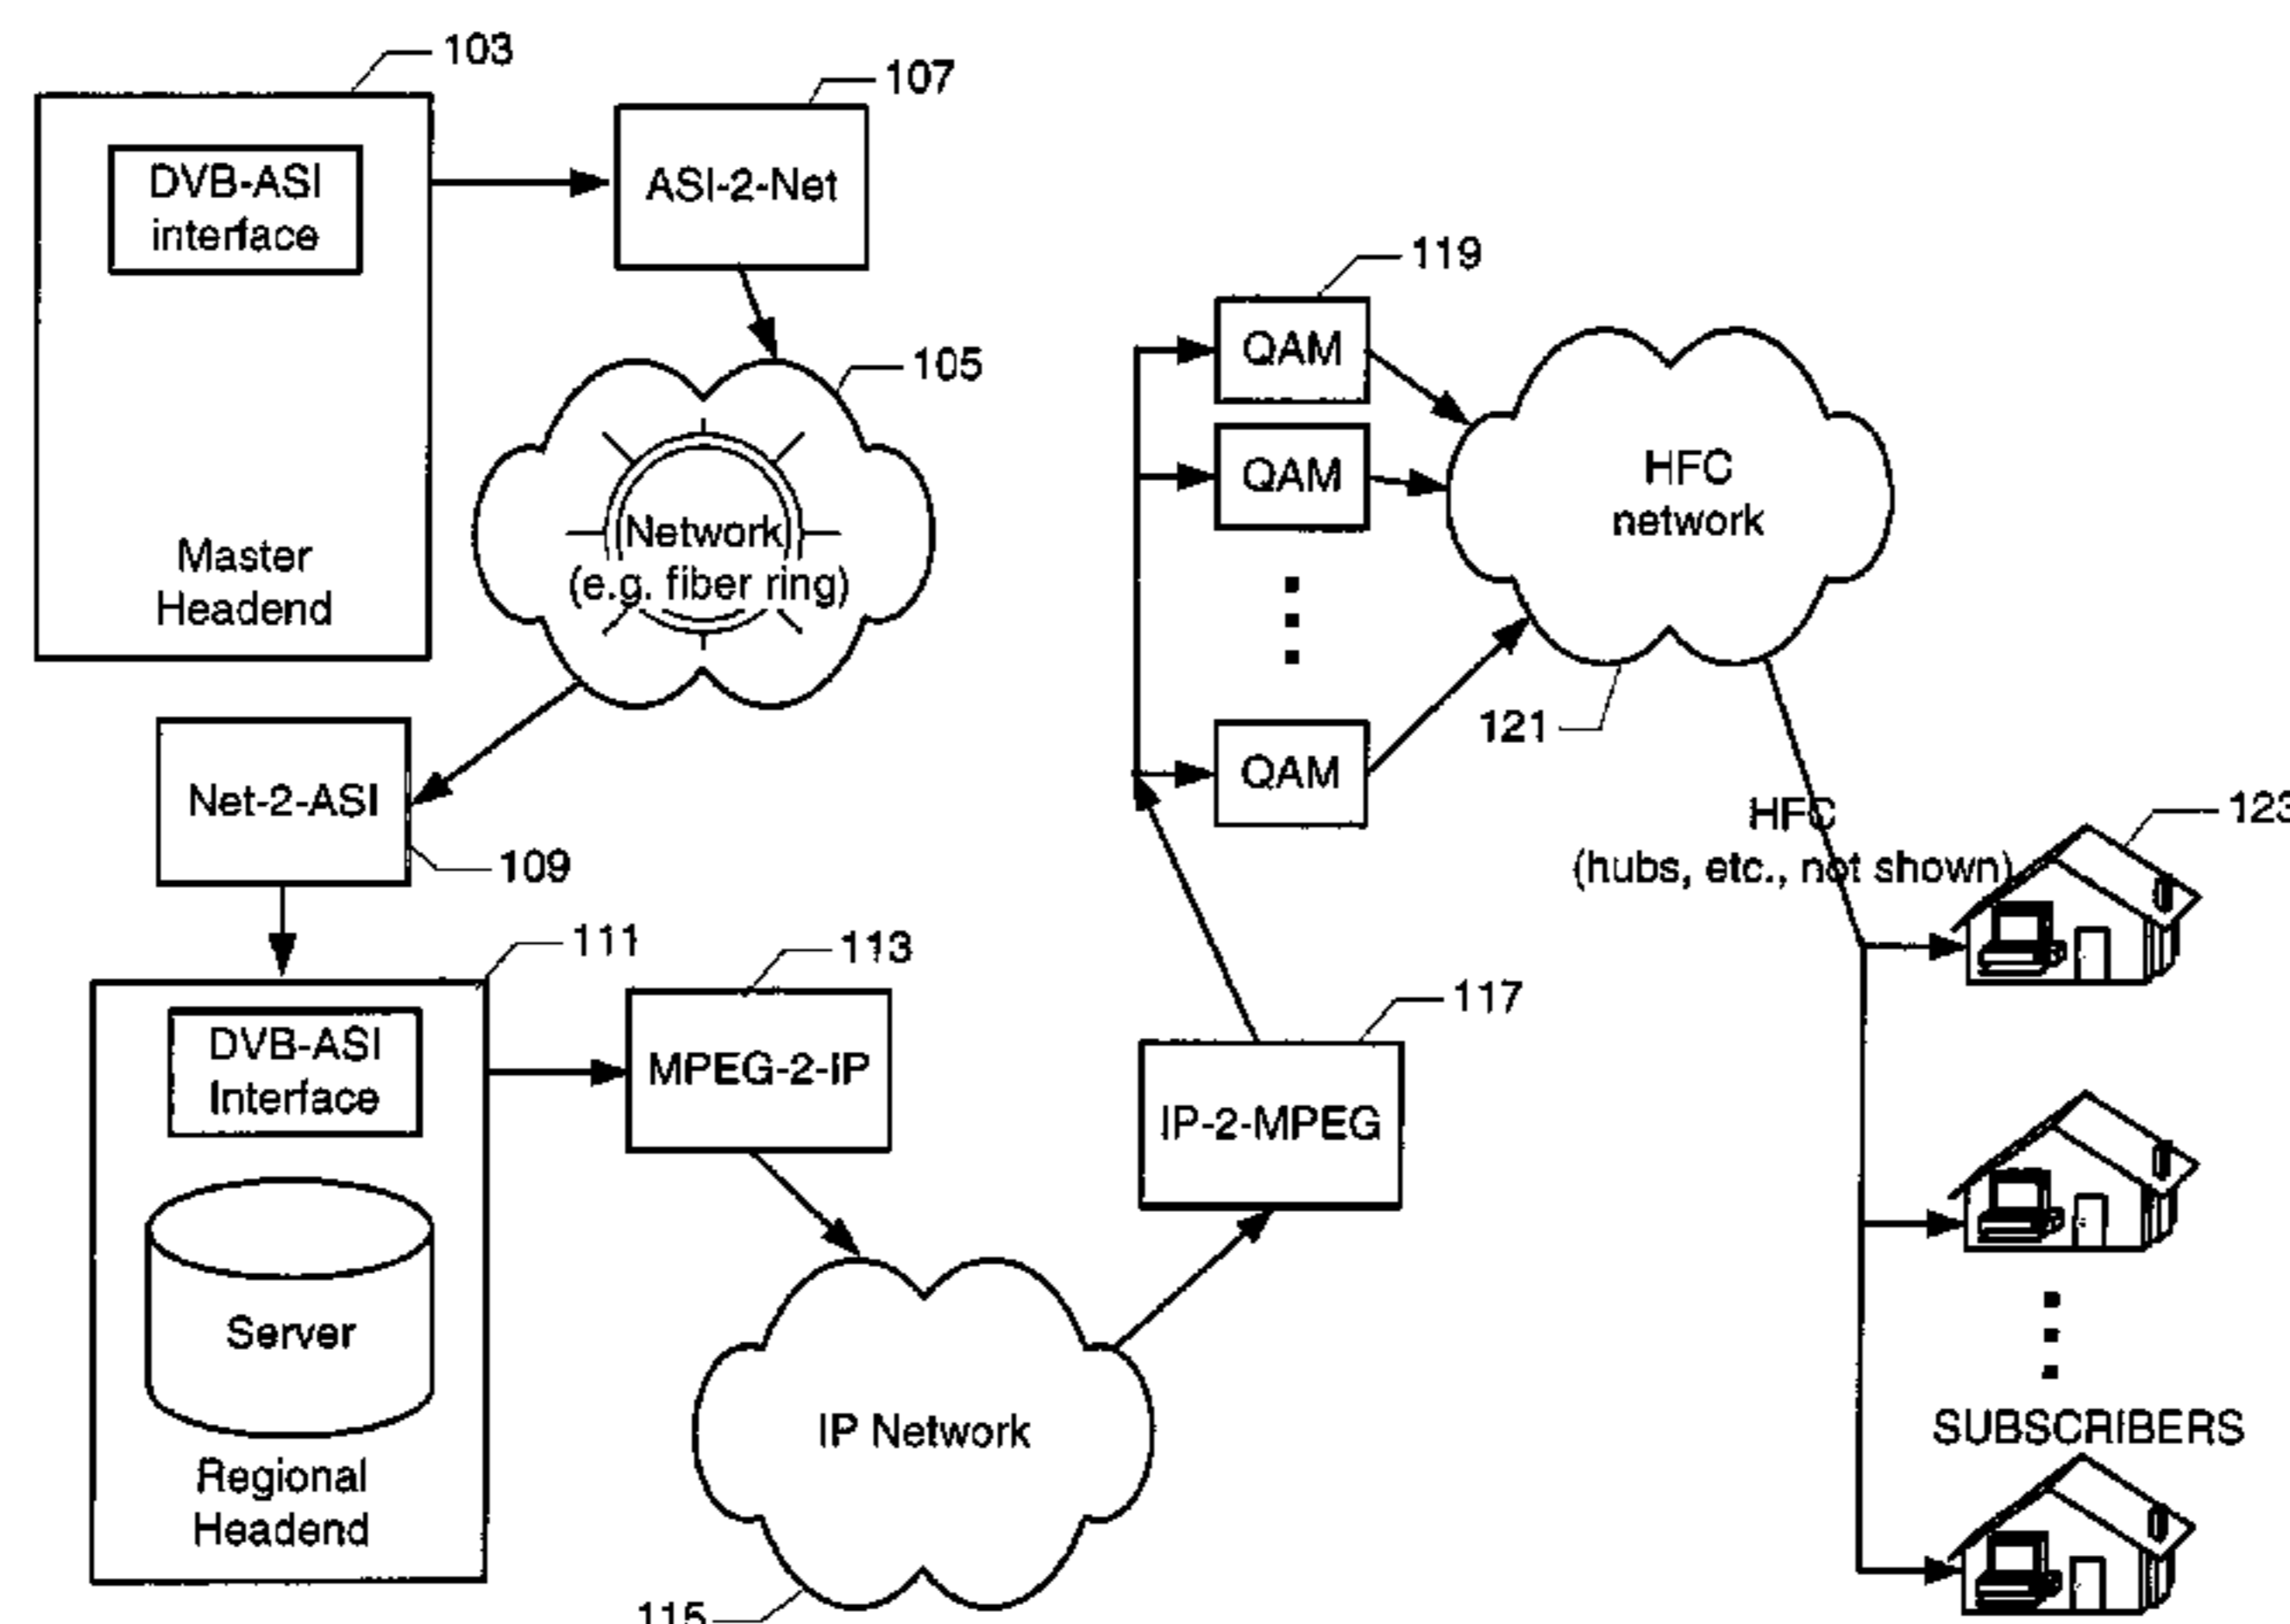 103
DVB-ASI
interface
Master
Headend
107
ASI-2-Net
105
Network
(e.g. fiber ring)
Net-2-ASI
109
111
DVB-ASI
Interface
Server
Regional
Headend
113
MPEG-2-IP
IP Network
115
117
IP-2-MPEG
119
QAM
QAM
QAM
HFC
network
121
HFC
(hubs, etc., not shown)
123
SUBSCRIBERS